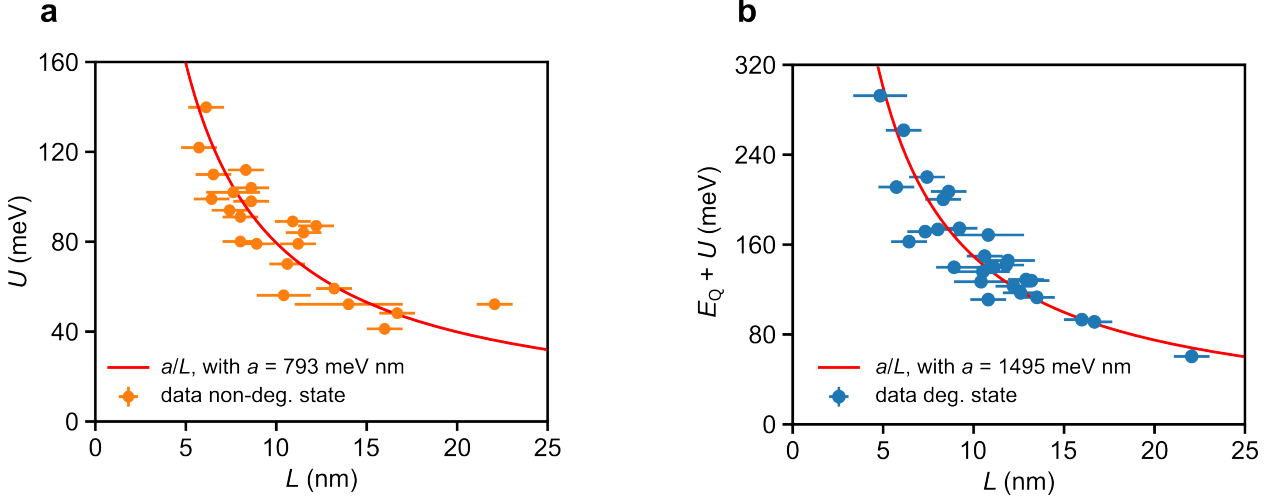 a
160
120
80
40
0
U (meV)
a/L, with a = 793 meV nm
data non-deg. state
0 5 10 15 20 25
L (nm)
b
320
240
160
80
0
E_Q + U (meV)
a/L, with a = 1495 meV nm
data deg. state
0 5 10 15 20 25
L (nm)